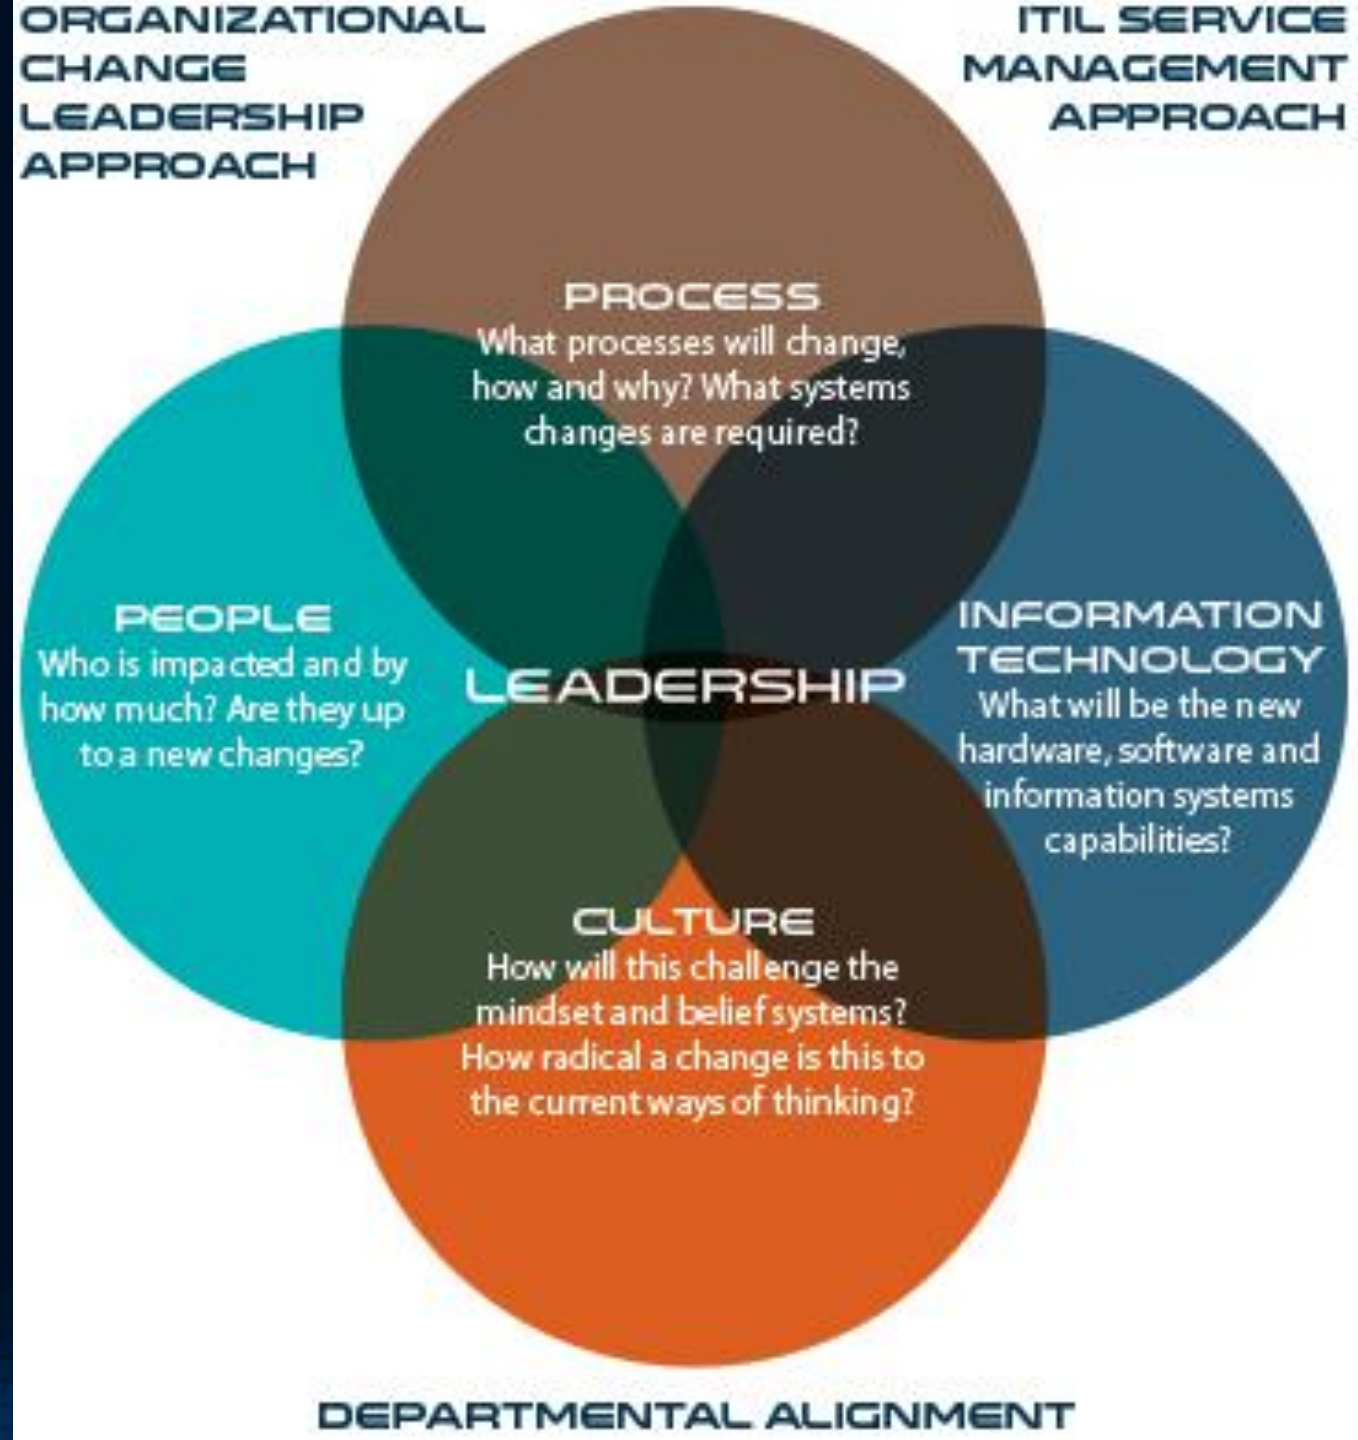 ORGANIZATIONAL
CHANGE
LEADERSHIP
APPROACH
ITIL SERVICE
MANAGEMENT
APPROACH
PROCESS
What processes will change,
how and why? What systems
changes are required?
PEOPLE
Who is impacted and by
how much? Are they up
to a new changes?
LEADERSHIP
INFORMATION
TECHNOLOGY
What will be the new
hardware, software and
information systems
capabilities?
CULTURE
How will this challenge the
mindset and belief systems?
How radical a change is this to
the current ways of thinking?
DEPARTMENTAL ALIGNMENT